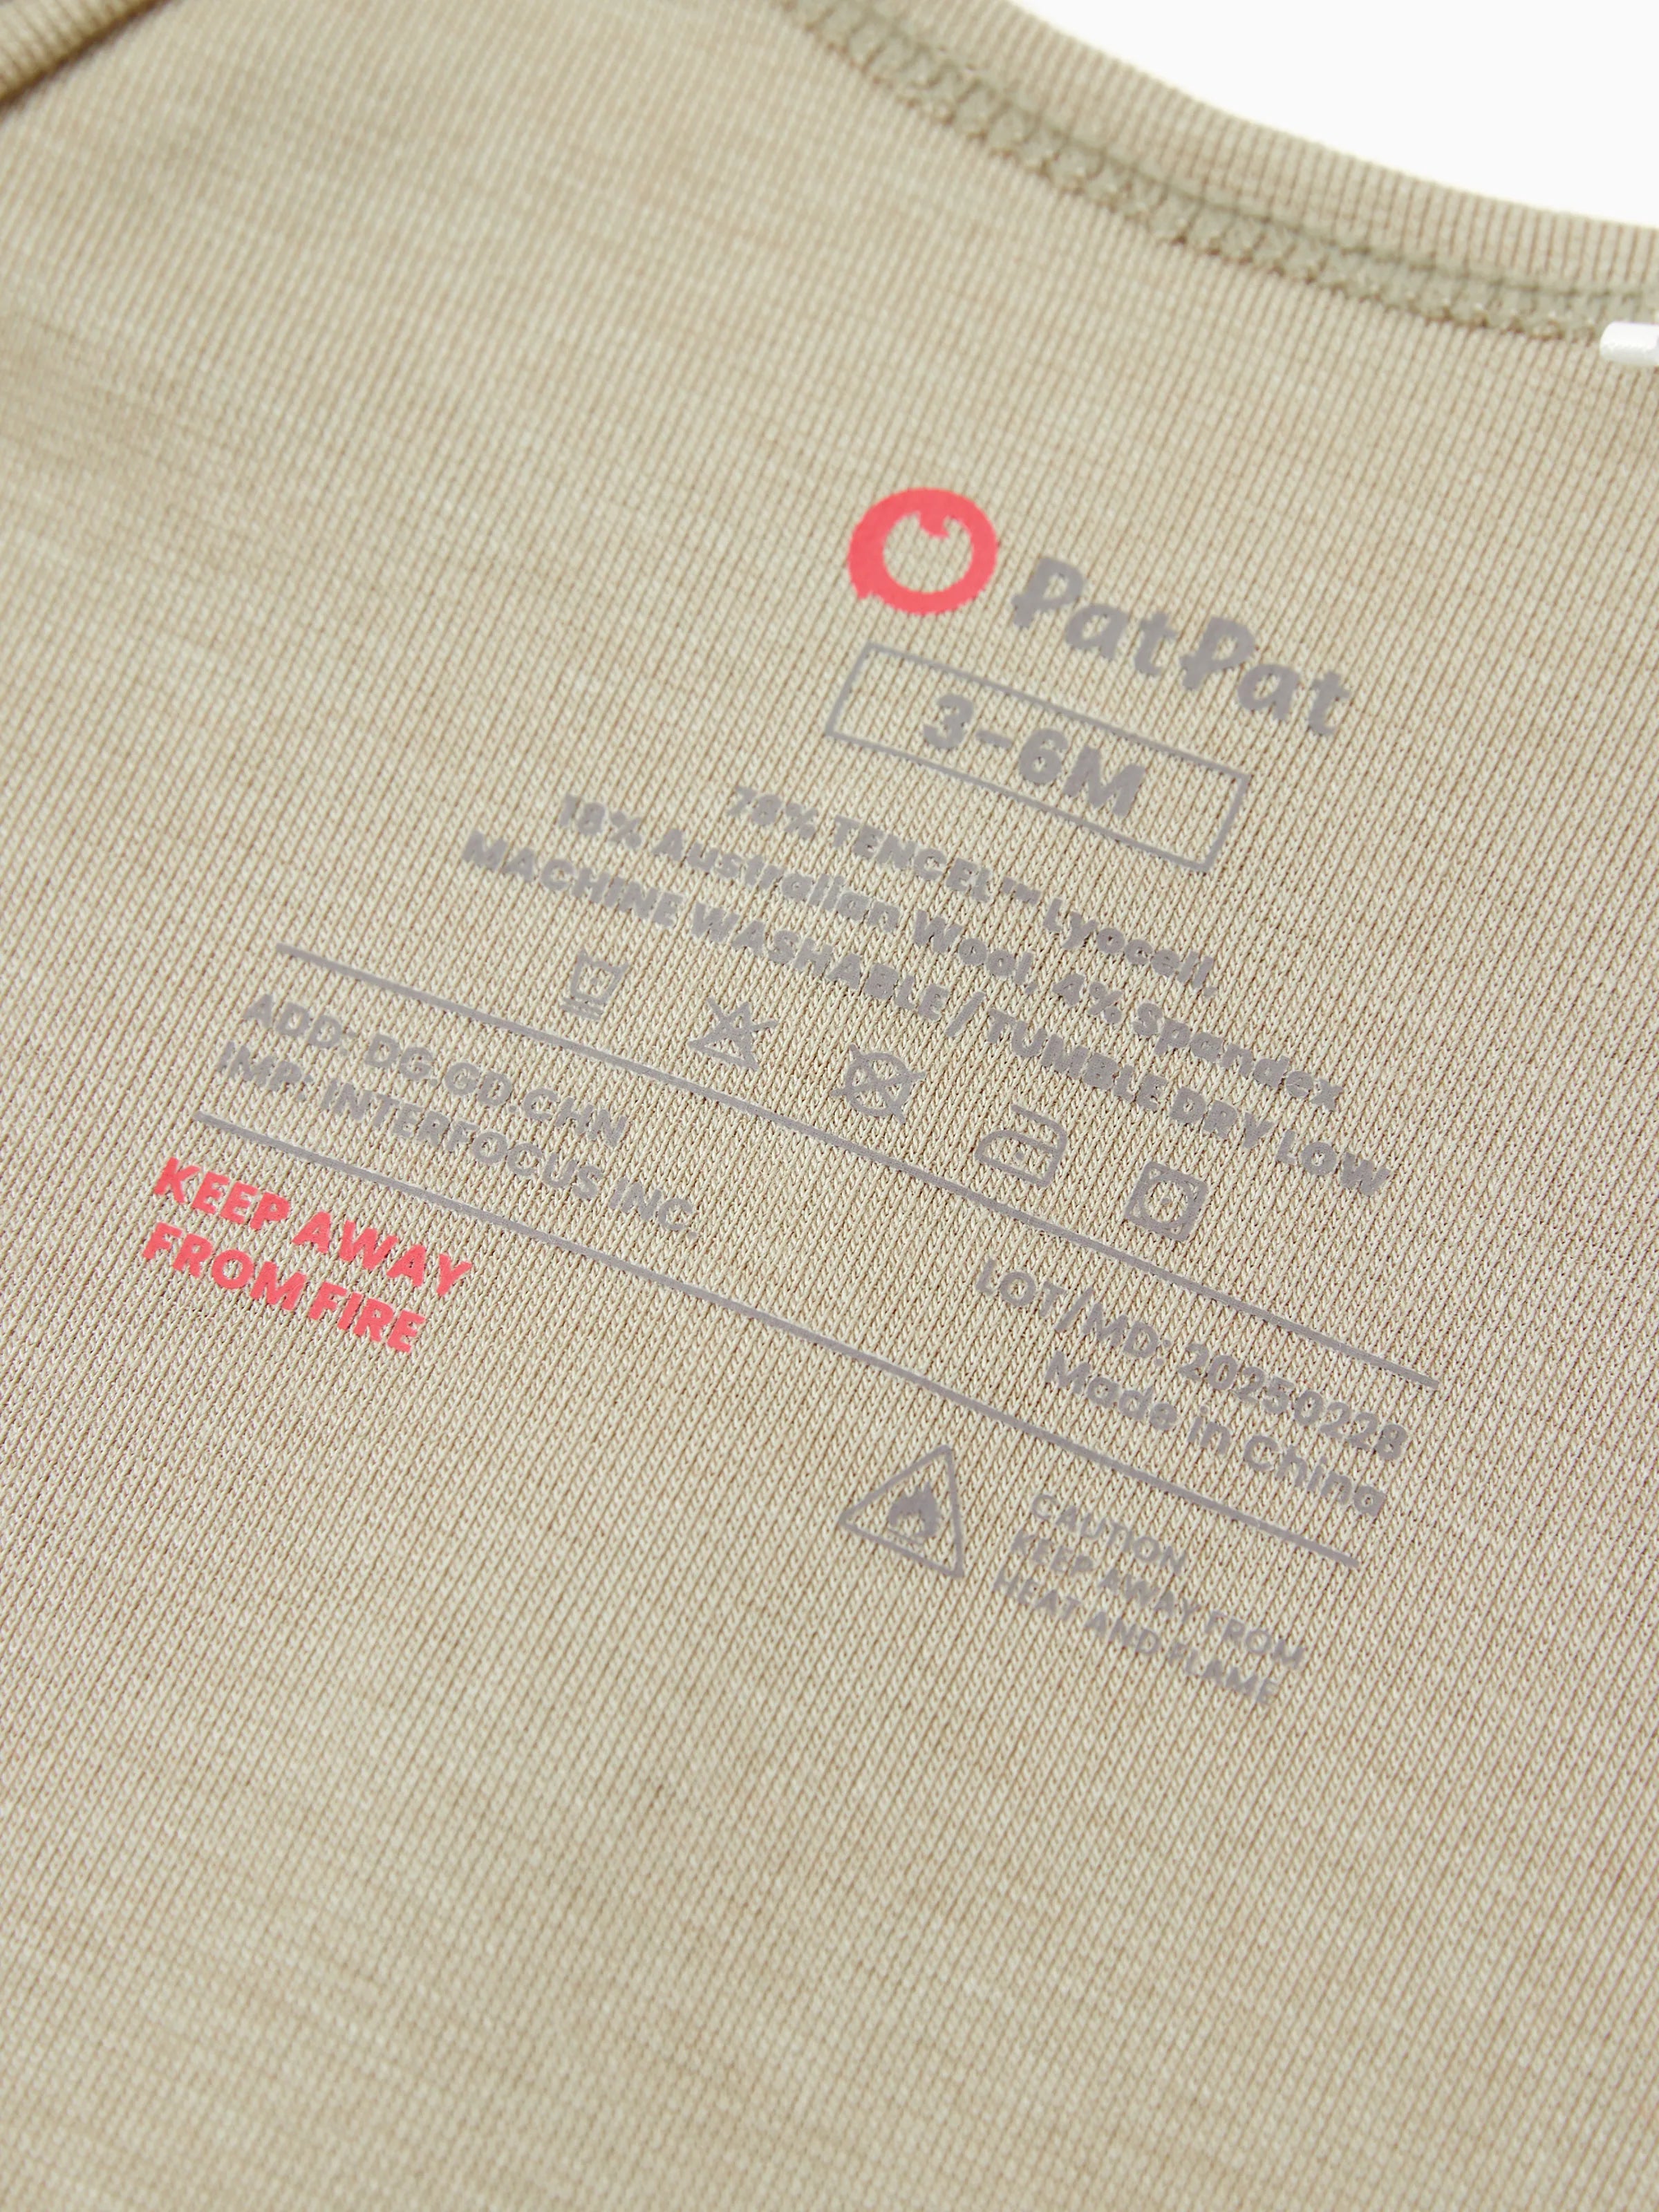 PatPat
3-6M
78% TENCEL™ Lyocell,
18% Australian Wool, 4% Spandex
MACHINE WASHABLE / TUMBLE DRY LOW
ADD: DG.GD.CHN
IMP: INTERFOCUS INC.
LOT/MD: 20250228
Made in China
KEEP AWAY
FROM FIRE
CAUTION
KEEP AWAY FROM
HEAT AND FLAME